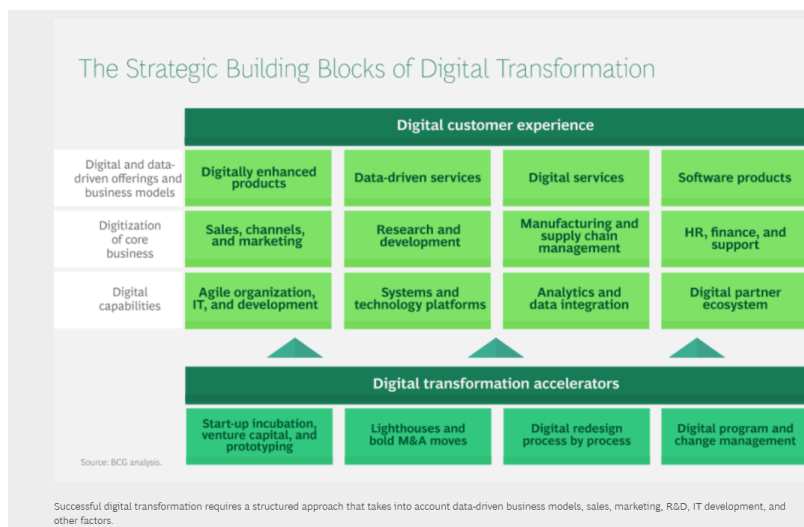 The Strategic Building Blocks of Digital Transformation
Digital customer experience
Digital and data-
driven offerings and
business models
Digitally enhanced
products
Data-driven services
Digital services
Software products
Digitization
of core
business
Sales, channels,
and marketing
Research and
development
Manufacturing and
supply chain
management
HR, finance, and
support
Digital
capabilities
Agile organization,
IT, and development
Systems and
technology platforms
Analytics and
data integration
Digital partner
ecosystem
Digital transformation accelerators
Start-up incubation,
venture capital, and
prototyping
Lighthouses and
bold M&A moves
Digital redesign
process by process
Digital program and
change management
Source: BCG analysis.
Successful digital transformation requires a structured approach that takes into account data-driven business models, sales, marketing, R&D, IT development, and
other factors.